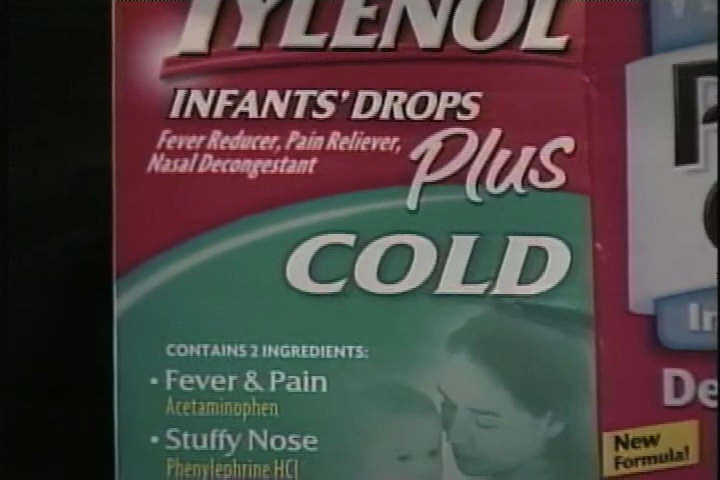 TYLENOL
INFANTS' DROPS
Fever Reducer, Pain Reliever,
Nasal Decongestant
Plus
COLD
CONTAINS 2 INGREDIENTS:
• Fever & Pain
Acetaminophen
• Stuffy Nose
Phenylephrine HCl
In
De
New
Formula!